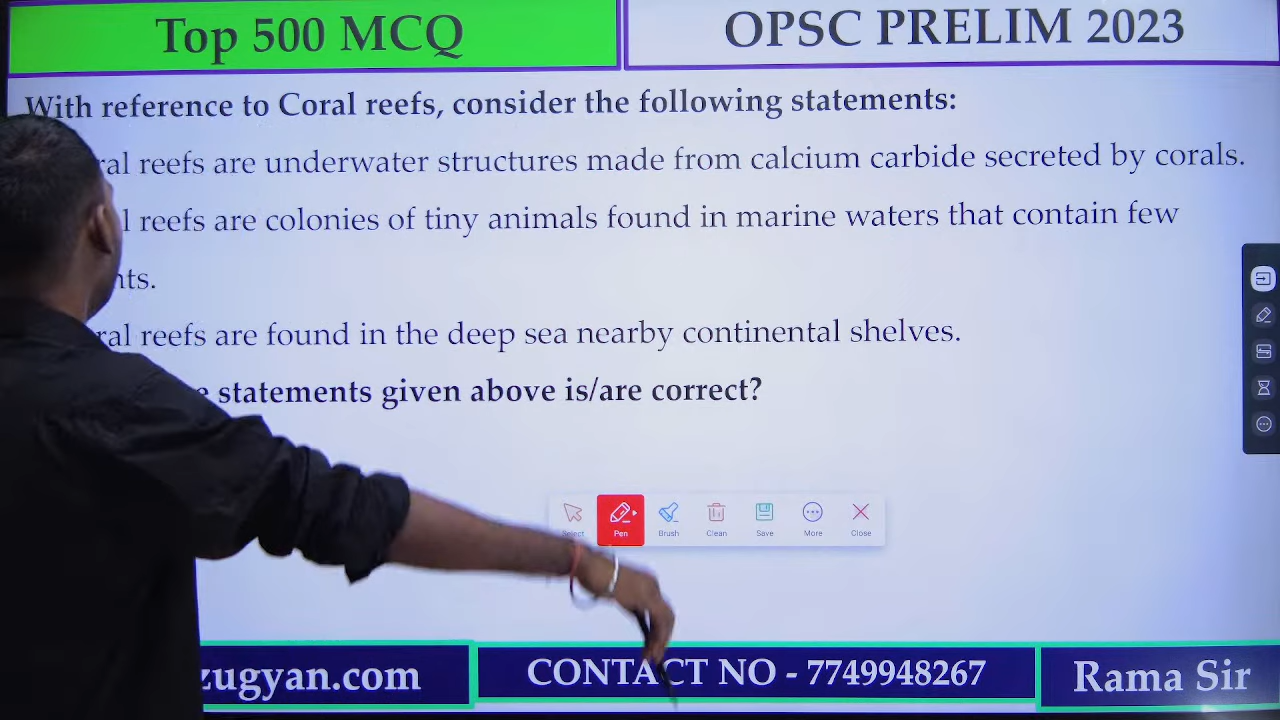 Top 500 MCQ
OPSC PRELIM 2023
With reference to Coral reefs, consider the following statements:
reefs are underwater structures made from calcium carbide secreted by corals.
reefs are colonies of tiny animals found in marine waters that contain few
reefs are found in the deep sea nearby continental shelves.
statements given above is/are correct?
Select
Pen
Brush
Clean
Save
More
Close
zugyan.com
CONTACT NO - 7749948267
Rama Sir